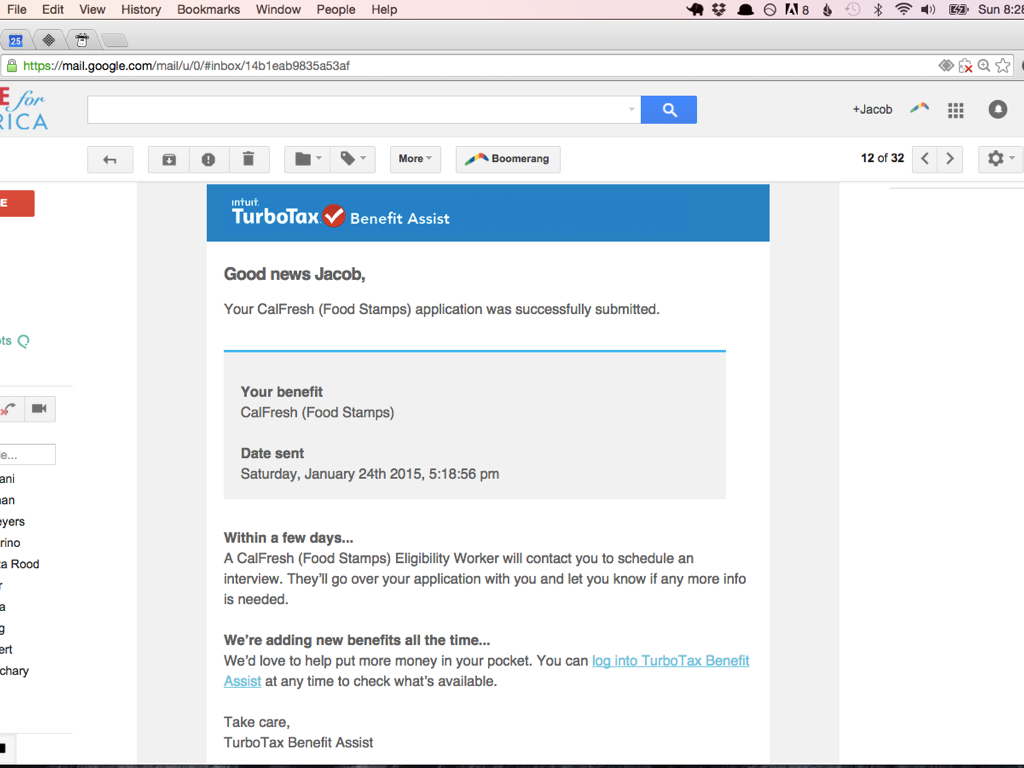 File Edit View History Bookmarks Window People Help 8 Sun 8:28
25
https://mail.google.com/mail/u/0/#inbox/14b1eab9835a53af
E for
RICA
+Jacob
More Boomerang 12 of 32
E
intuit
TurboTax Benefit Assist
Good news Jacob,
Your CalFresh (Food Stamps) application was successfully submitted.
ts
Your benefit
CalFresh (Food Stamps)
Date sent
Saturday, January 24th 2015, 5:18:56 pm
e...
ani
nan
eyers
rino
ta Rood
r
a
g
ert
chary
Within a few days...
A CalFresh (Food Stamps) Eligibility Worker will contact you to schedule an
interview. They'll go over your application with you and let you know if any more info
is needed.
We're adding new benefits all the time...
We'd love to help put more money in your pocket. You can log into TurboTax Benefit
Assist at any time to check what's available.
Take care,
TurboTax Benefit Assist